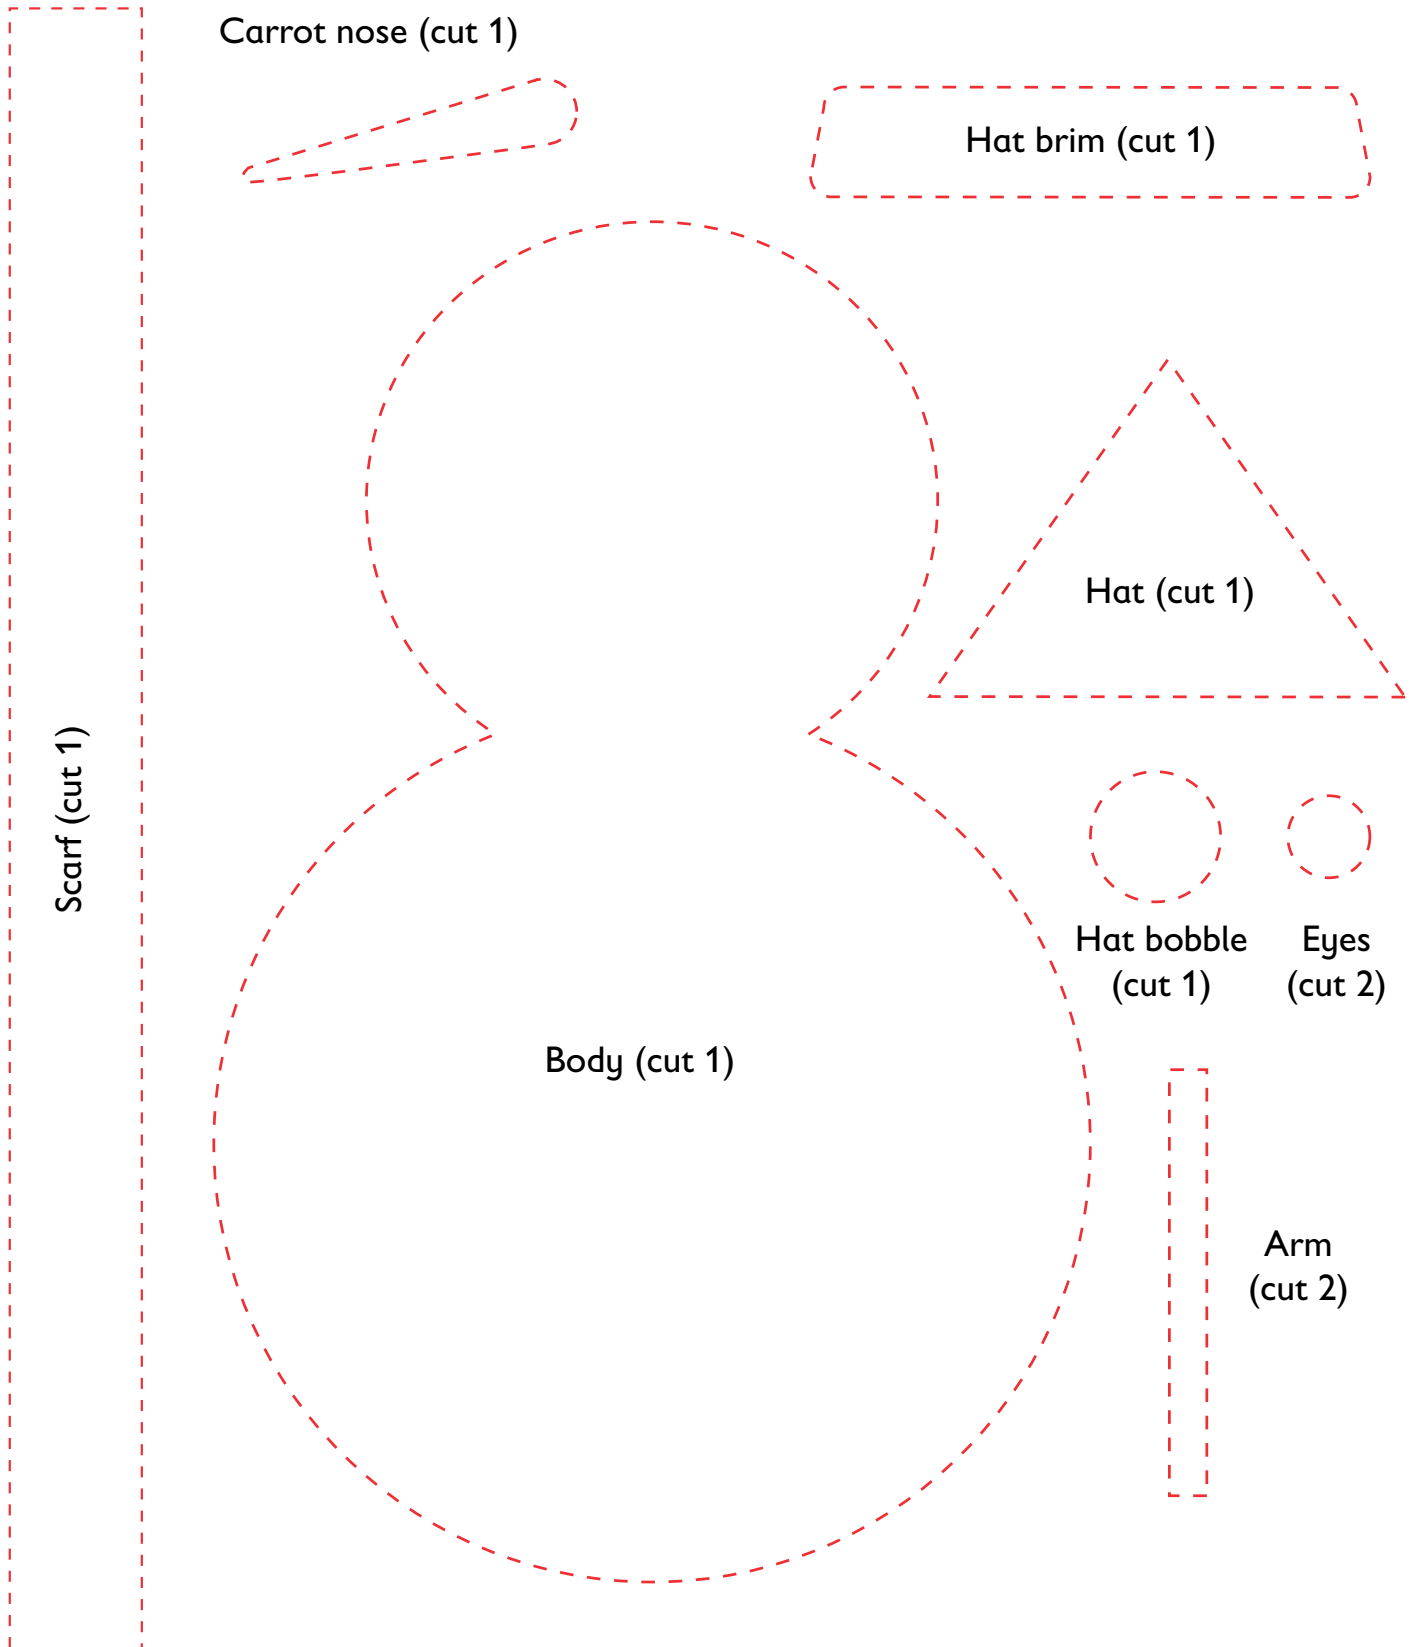 Carrot nose (cut 1)
Hat brim (cut 1)
Hat (cut 1)
Scarf (cut 1)
Hat bobble
(cut 1)
Eyes
(cut 2)
Body (cut 1)
Arm
(cut 2)